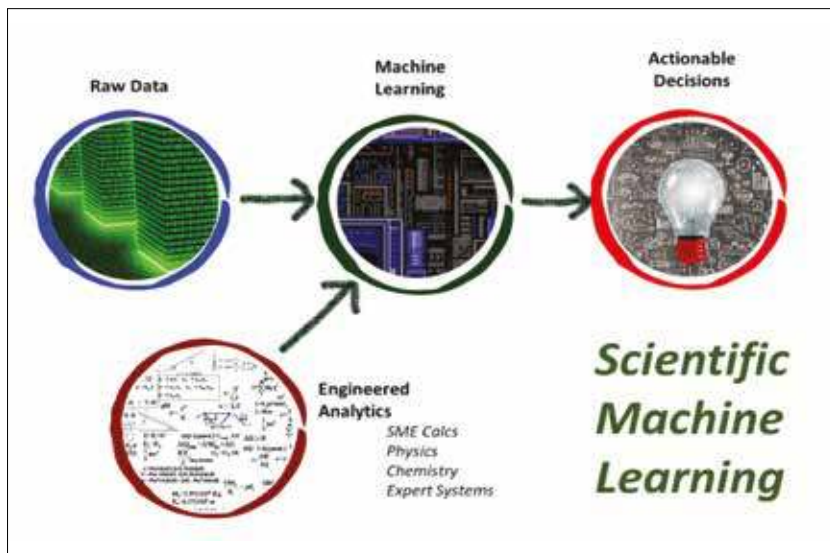 Raw Data
Machine
Learning
Actionable
Decisions
Engineered
Analytics
SME Calcs
Physics
Chemistry
Expert Systems
Scientific
Machine
Learning